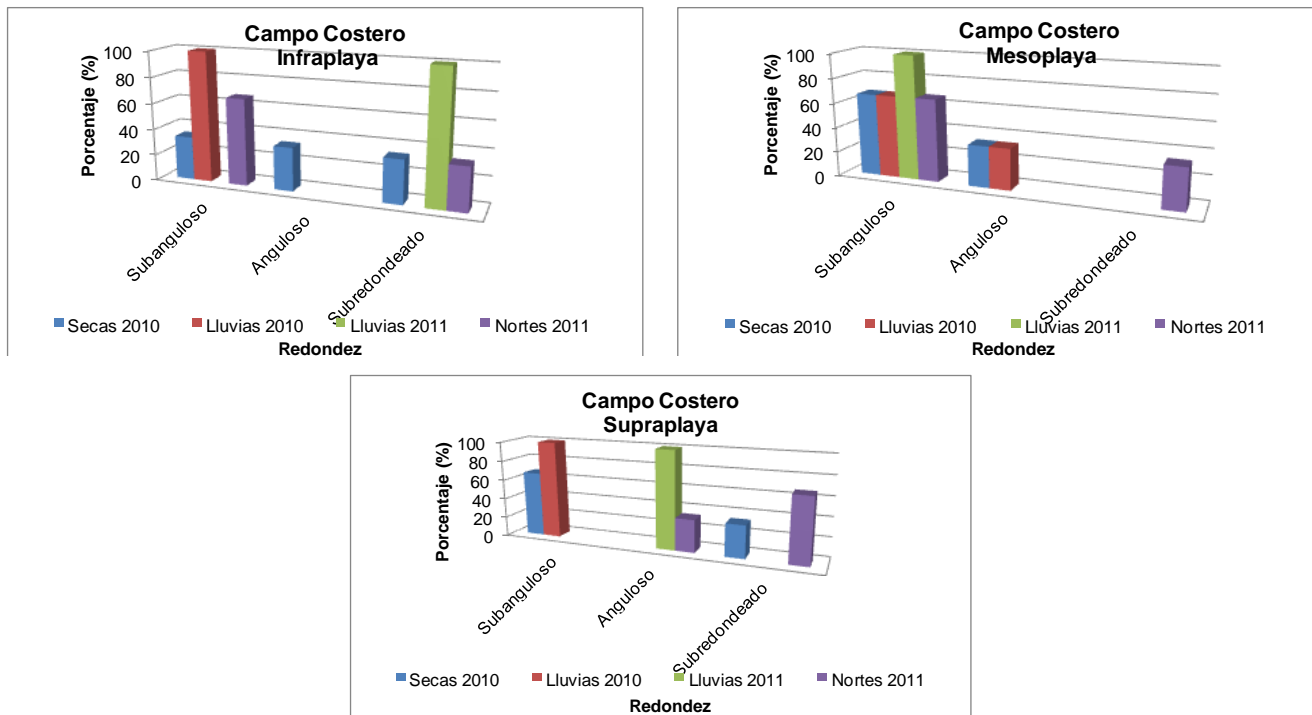 Campo Costero
Infraplaya
Porcentaje (%)
100
80
60
40
20
0
Subanguloso
Anguloso
Subredondeado
Secas 2010 Lluvias 2010 Lluvias 2011 Nortes 2011
Redondez
Campo Costero
Mesoplaya
Porcentaje (%)
100
80
60
40
20
0
Subanguloso
Anguloso
Subredondeado
Secas 2010 Lluvias 2010 Lluvias 2011 Nortes 2011
Redondez
Campo Costero
Supraplaya
Porcentaje (%)
100
80
60
40
20
0
Subanguloso
Anguloso
Subredondeado
Secas 2010 Lluvias 2010 Lluvias 2011 Nortes 2011
Redondez